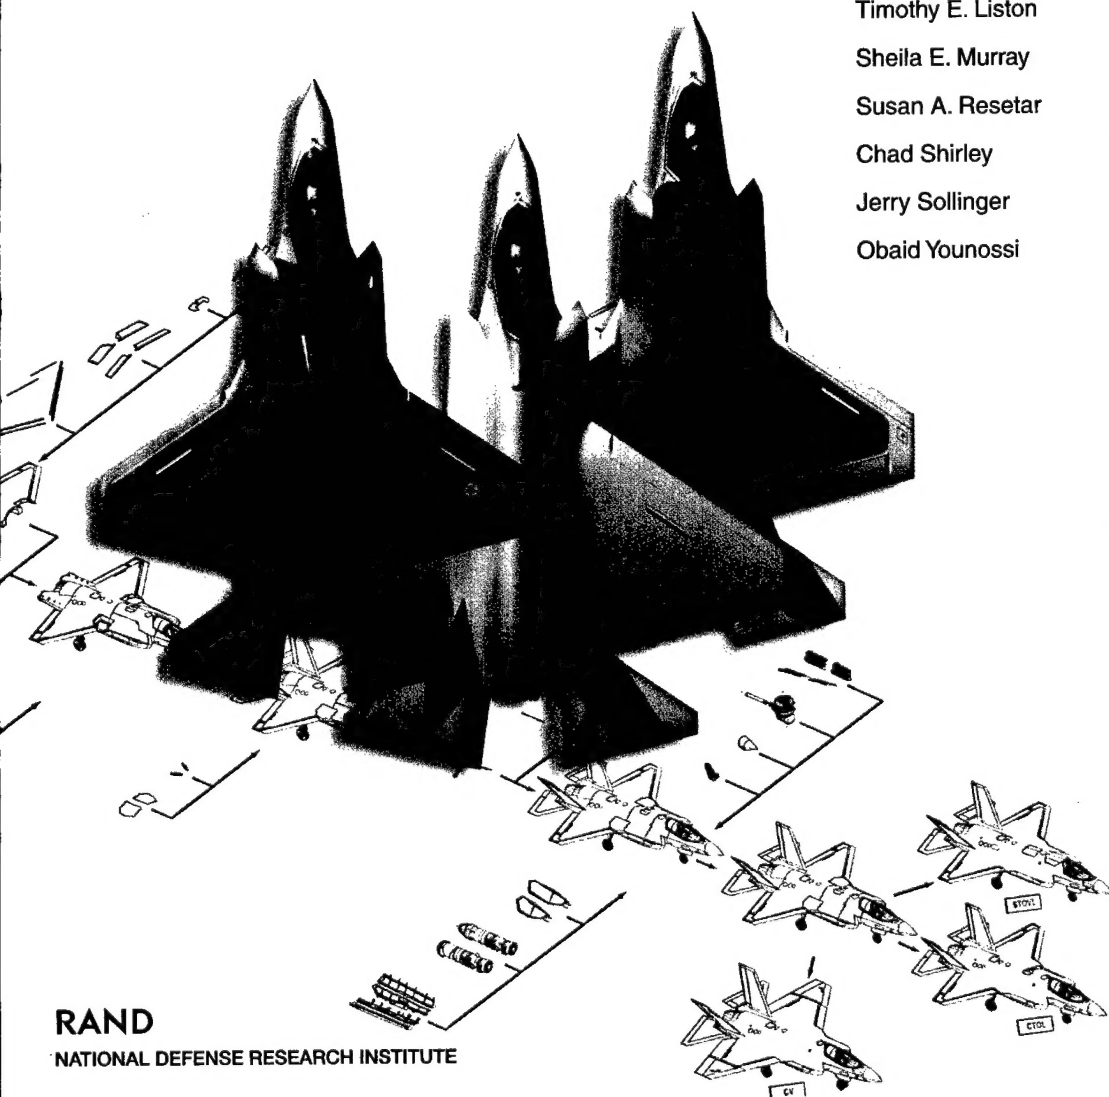 Timothy E. Liston
Sheila E. Murray
Susan A. Resetar
Chad Shirley
Jerry Sollinger
Obaid Younossi
STOVL
CTOL
CV
RAND
NATIONAL DEFENSE RESEARCH INSTITUTE